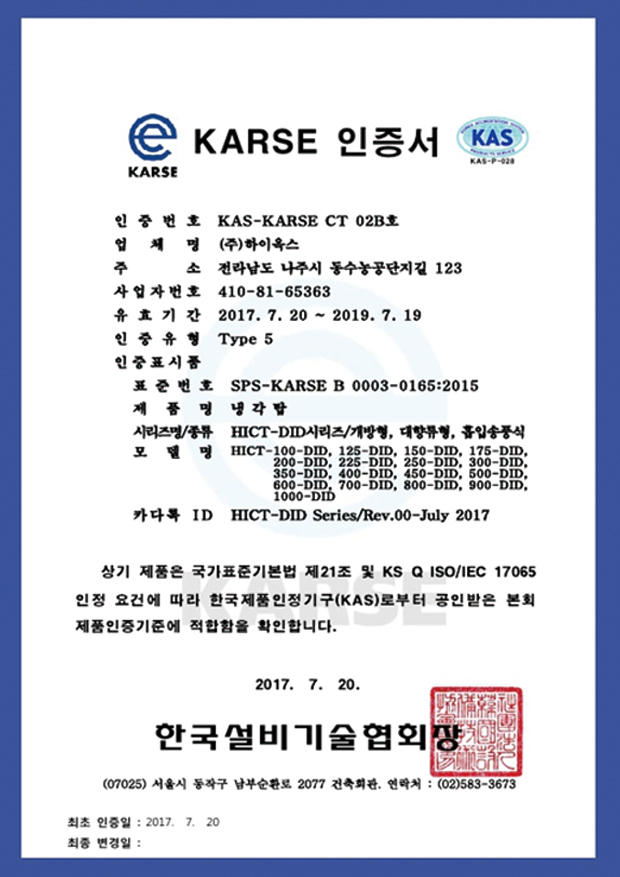 KARSE
KARSE 인증서
KOREA ACCREDITATION SYSTEM
KAS
PRODUCTS SERVICE
KAS-P-028
인증번호 KAS-KARSE CT 02B호
업체명 (주)하이옥스
주소 전라남도 나주시 동수농공단지길 123
사업자번호 410-81-65363
유효기간 2017. 7. 20 ~ 2019. 7. 19
인증유형 Type 5
인증표시품
표준번호 SPS-KARSE B 0003-0165:2015
제품명 냉각탑
시리즈명/종류 HICT-DID시리즈/개방형, 대향류형, 흡입송풍식
모델명 HICT-100-DID, 125-DID, 150-DID, 175-DID,
200-DID, 225-DID, 250-DID, 300-DID,
350-DID, 400-DID, 450-DID, 500-DID,
600-DID, 700-DID, 800-DID, 900-DID,
1000-DID
카다록 ID HICT-DID Series/Rev.00-July 2017
상기 제품은 국가표준기본법 제21조 및 KS Q ISO/IEC 17065
인정 요건에 따라 한국제품인정기구(KAS)로부터 공인받은 본회
제품인증기준에 적합함을 확인합니다.
KARSE
2017. 7. 20.
한국설비기술협회장
(07025) 서울시 동작구 남부순환로 2077 건축회관. 연락처 : (02)583-3673
최초 인증일 : 2017. 7. 20
최종 변경일 :